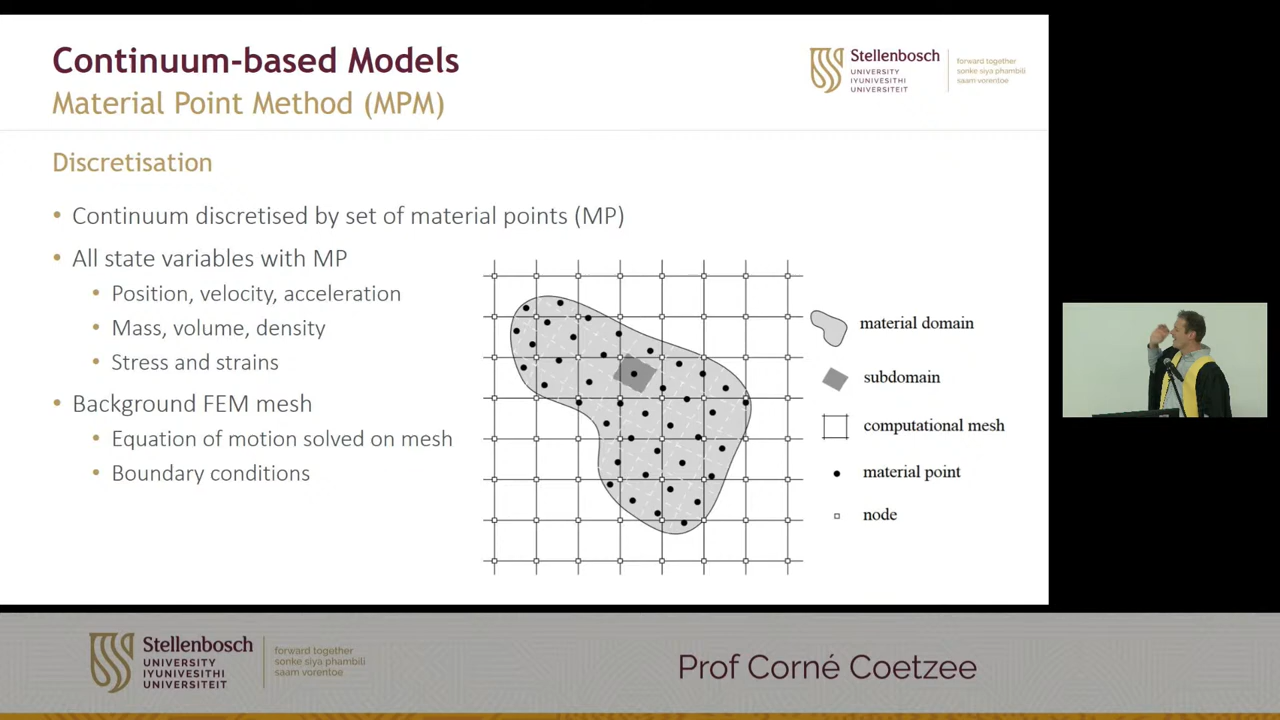 Continuum-based Models
Material Point Method (MPM)
Stellenbosch
UNIVERSITY
IYUNIVESITHI
UNIVERSITEIT
forward together
sonke siya phambili
saam vorentoe
Discretisation
• Continuum discretised by set of material points (MP)
• All state variables with MP
• Position, velocity, acceleration
• Mass, volume, density
• Stress and strains
• Background FEM mesh
• Equation of motion solved on mesh
• Boundary conditions
material domain
subdomain
computational mesh
material point
node
Stellenbosch
UNIVERSITY
IYUNIVESITHI
UNIVERSITEIT
forward together
sonke siya phambili
saam vorentoe
Prof Corné Coetzee